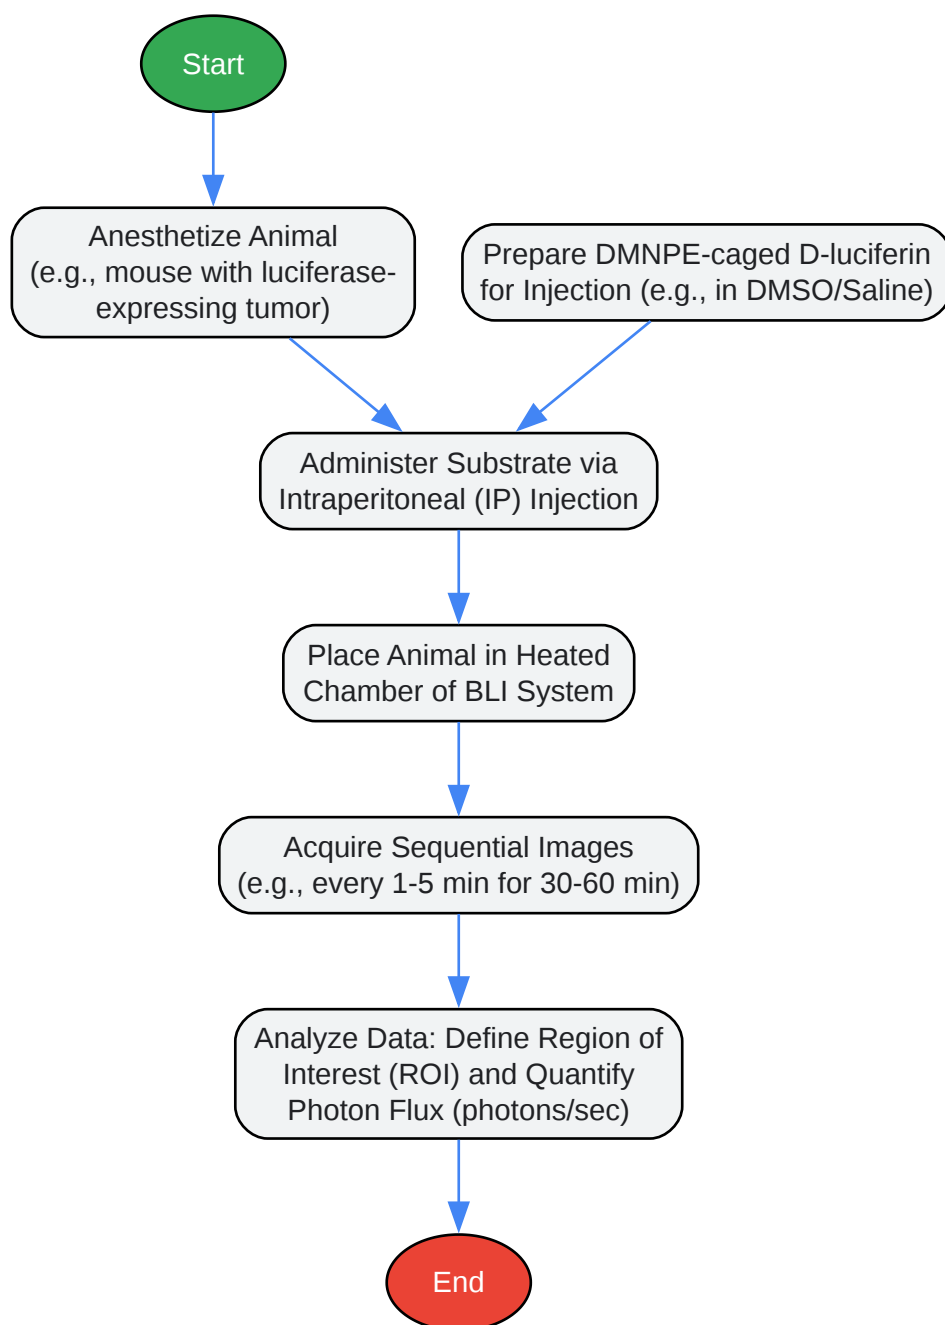 Start
Anesthetize Animal
(e.g., mouse with luciferase-
expressing tumor)
Prepare DMNPE-caged D-luciferin
for Injection (e.g., in DMSO/Saline)
Administer Substrate via
Intraperitoneal (IP) Injection
Place Animal in Heated
Chamber of BLI System
Acquire Sequential Images
(e.g., every 1-5 min for 30-60 min)
Analyze Data: Define Region of
Interest (ROI) and Quantify
Photon Flux (photons/sec)
End